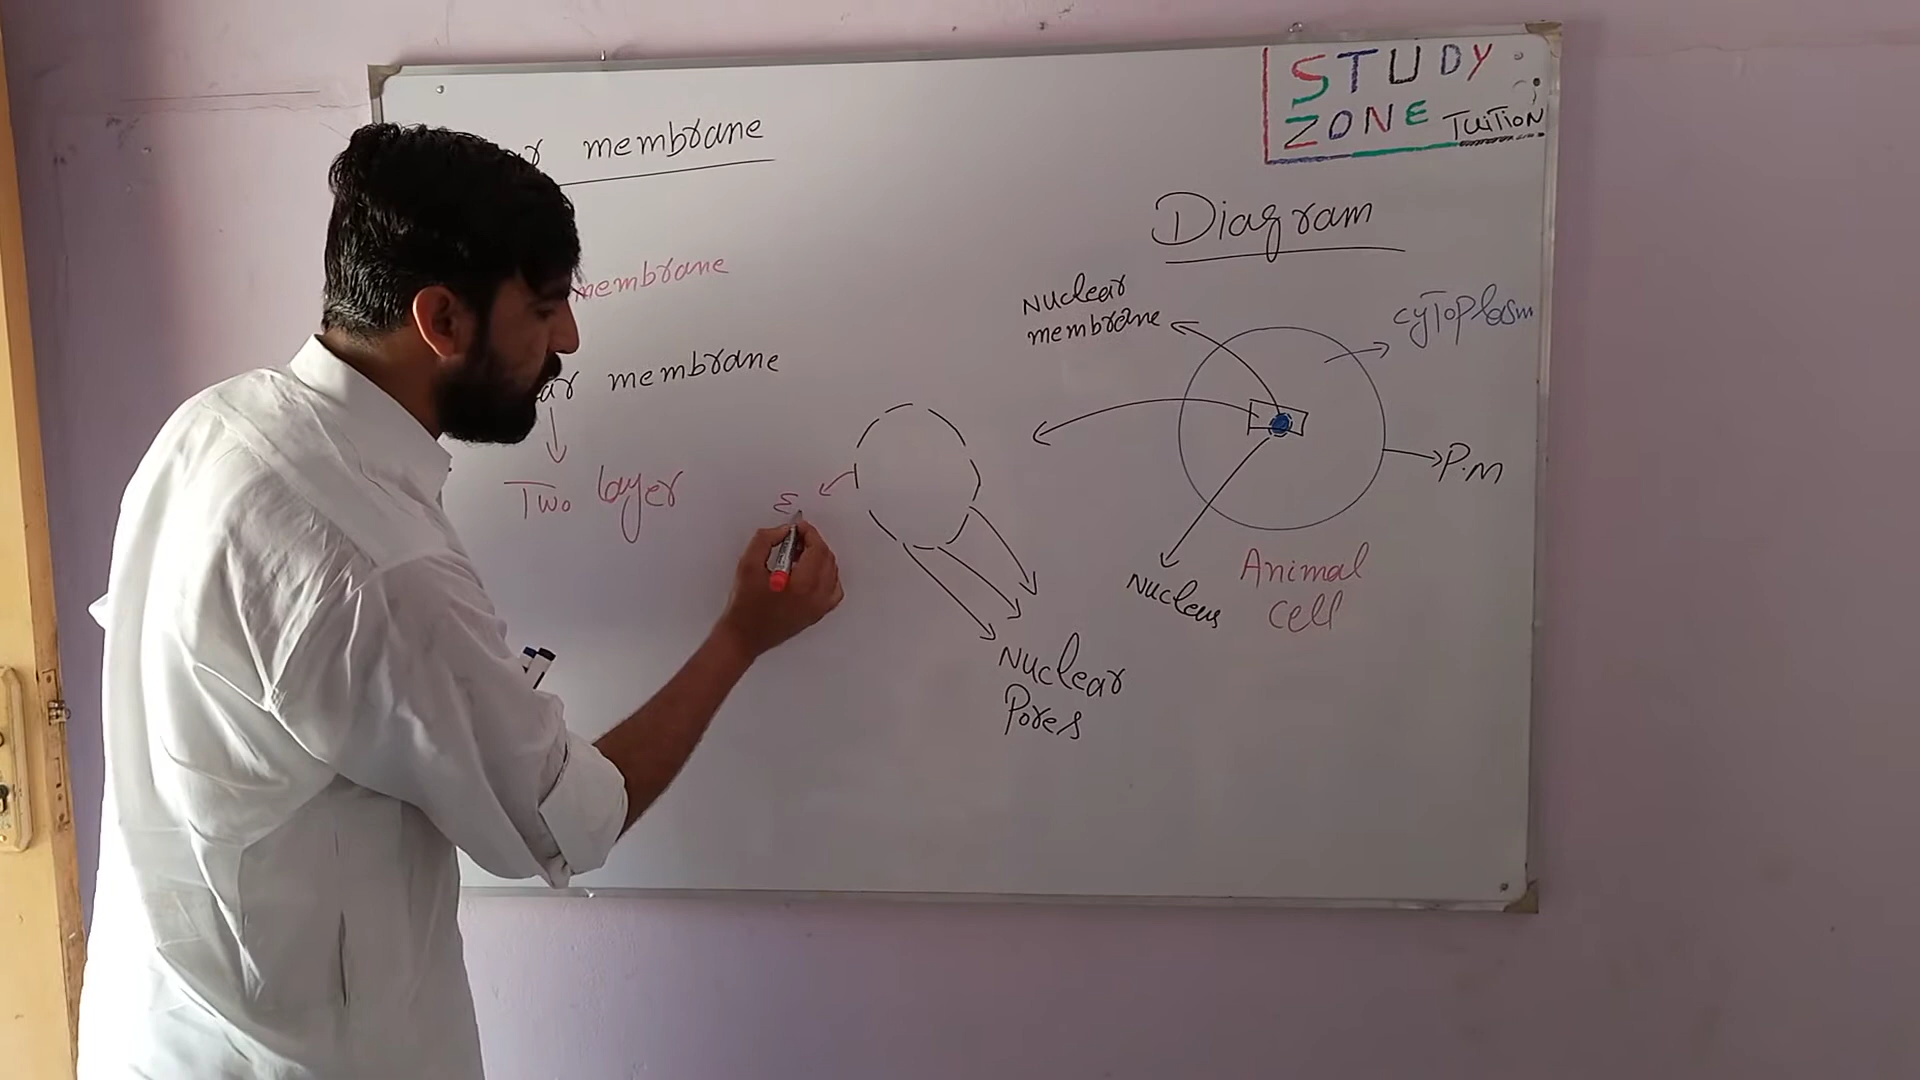 membrane
membrane
membrane
Two layer
STUDY
ZONE TUITION
Diagram
Nuclear
membrane
cytoplasm
P.M
Nucleus
Animal
cell
Nuclear
Pores